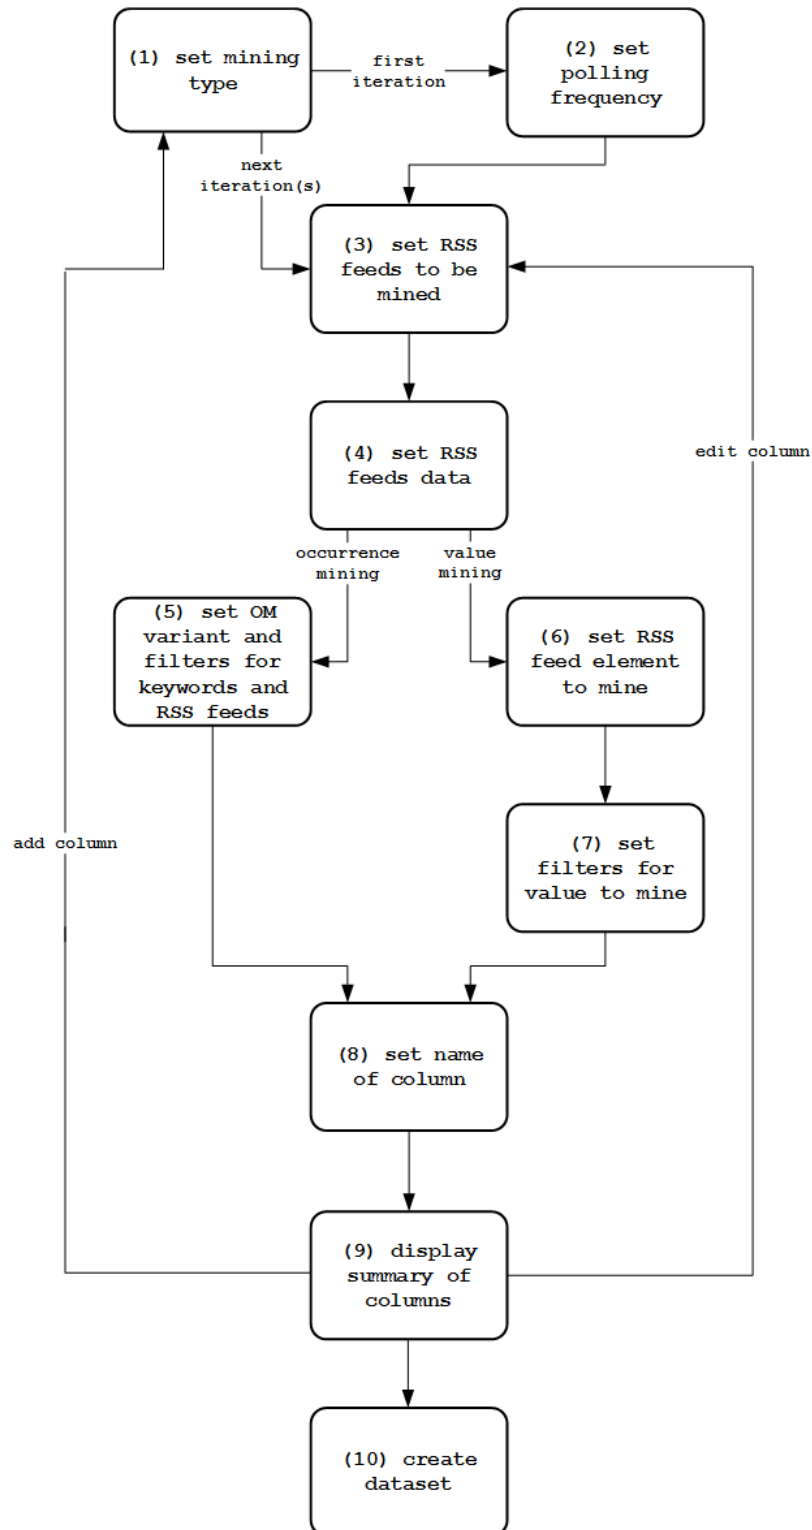 (1) set mining
type
first
iteration
(2) set
polling
frequency
next
iteration(s)
(3) set RSS
feeds to be
mined
(4) set RSS
feeds data
edit column
occurrence
mining
value
mining
(5) set OM
variant and
filters for
keywords and
RSS feeds
(6) set RSS
feed element
to mine
(7) set
filters for
value to mine
add column
(8) set name
of column
(9) display
summary of
columns
(10) create
dataset